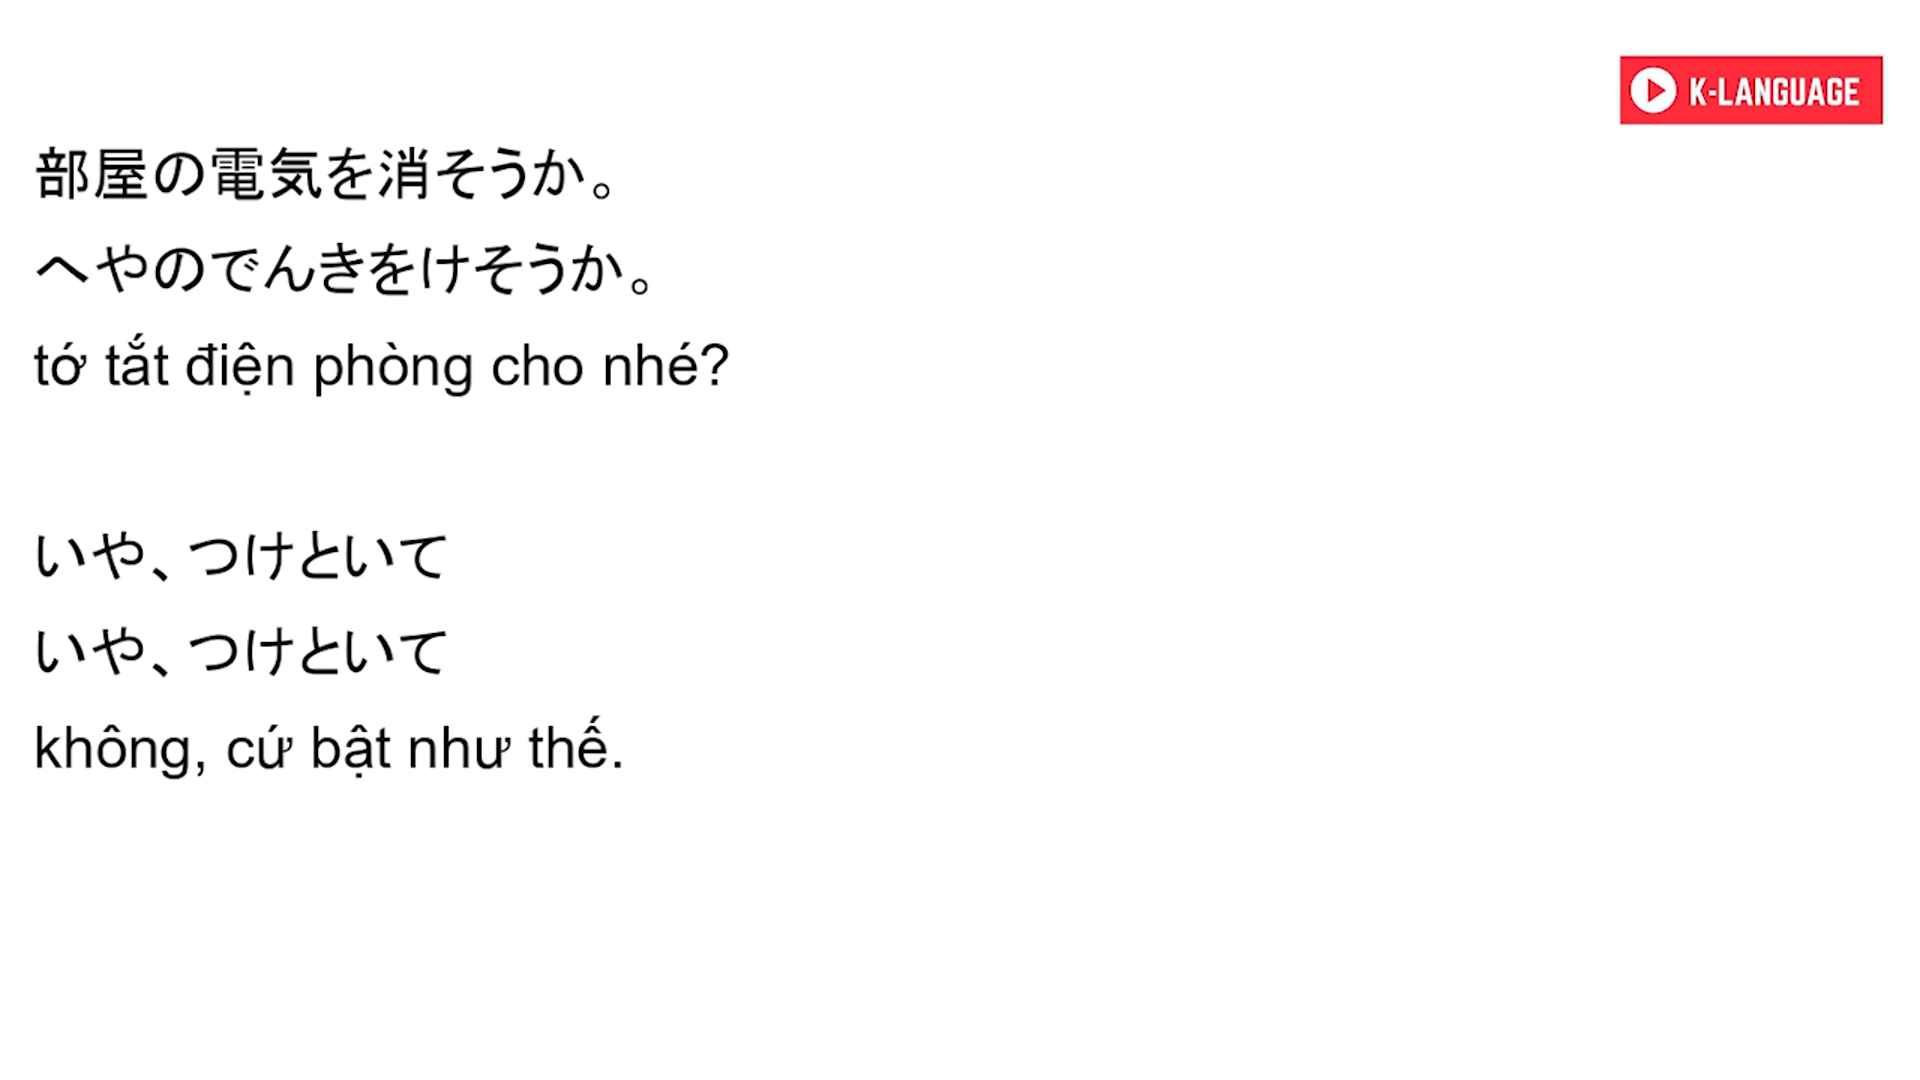 K-LANGUAGE
部屋の電気を消そうか。
へやのでんきをけそうか。
tớ tắt điện phòng cho nhé?
いや、つけといて
いや、つけといて
không, cứ bật như thế.